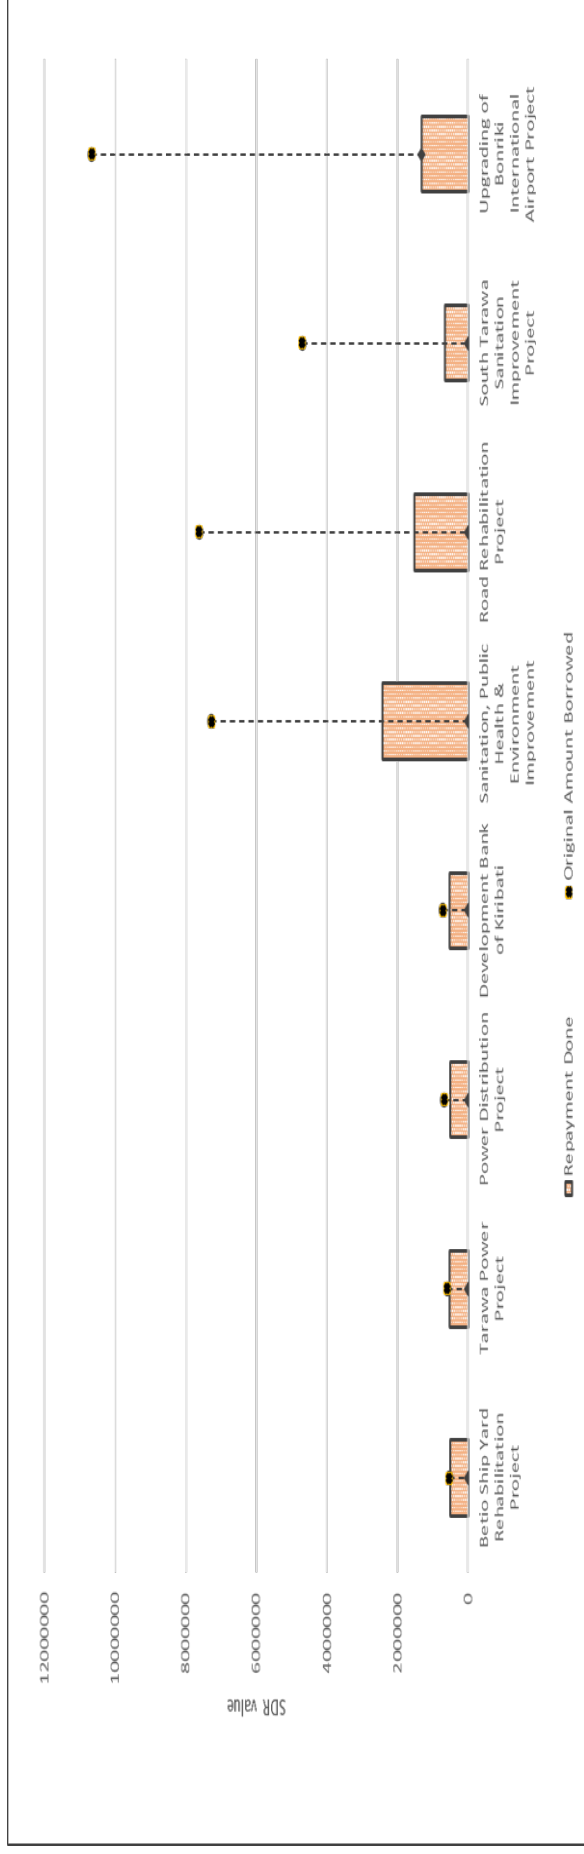 12000000
10000000
8000000
6000000
4000000
2000000
0
SDR value
Betio Ship Yard
Rehabilitation
Project
Tarawa Power
Project
Power Distribution
Project
Development Bank
of Kiribati
Sanitation, Public
Health &
Environment
Improvement
Road Rehabilitation
Project
South Tarawa
Sanitation
Improvement
Project
Upgrading of
Bonriki
International
Airport Project
Repayment Done
Original Amount Borrowed